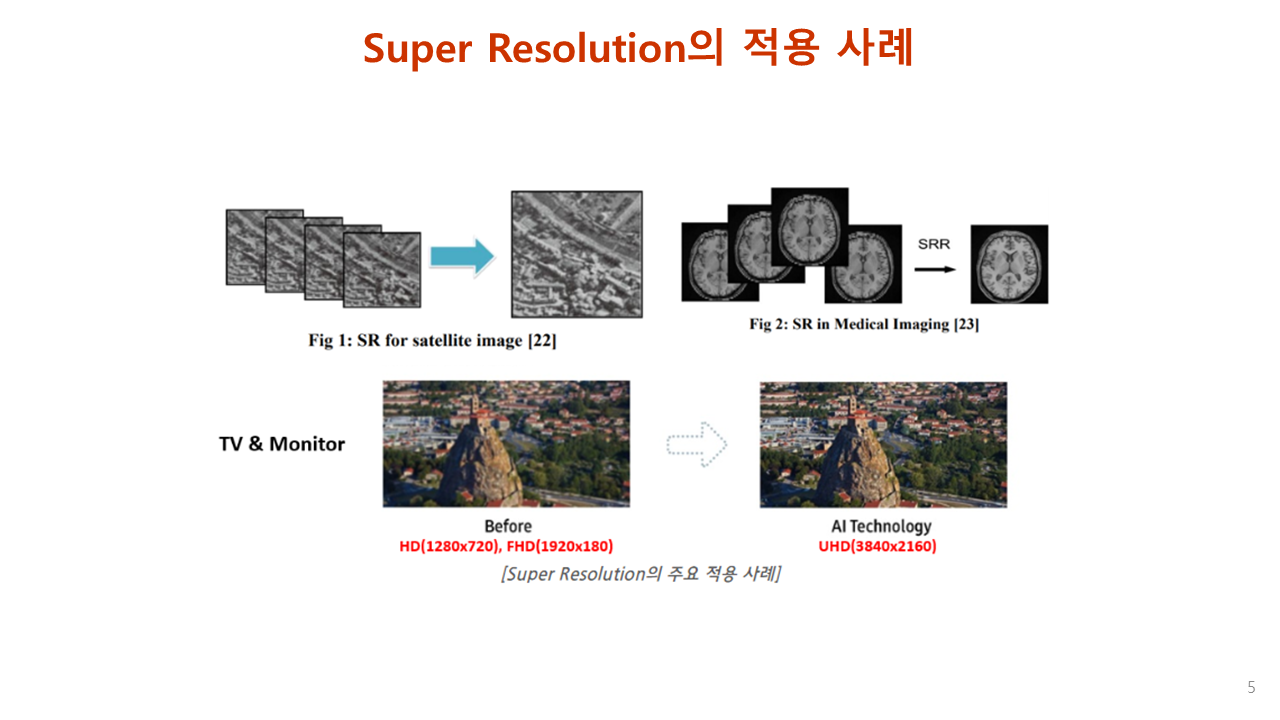 Super Resolution의 적용 사례
SRR
Fig 1: SR for satellite image [22]
Fig 2: SR in Medical Imaging [23]
TV & Monitor
Before
HD(1280x720), FHD(1920x180)
AI Technology
UHD(3840x2160)
[Super Resolution의 주요 적용 사례]
5